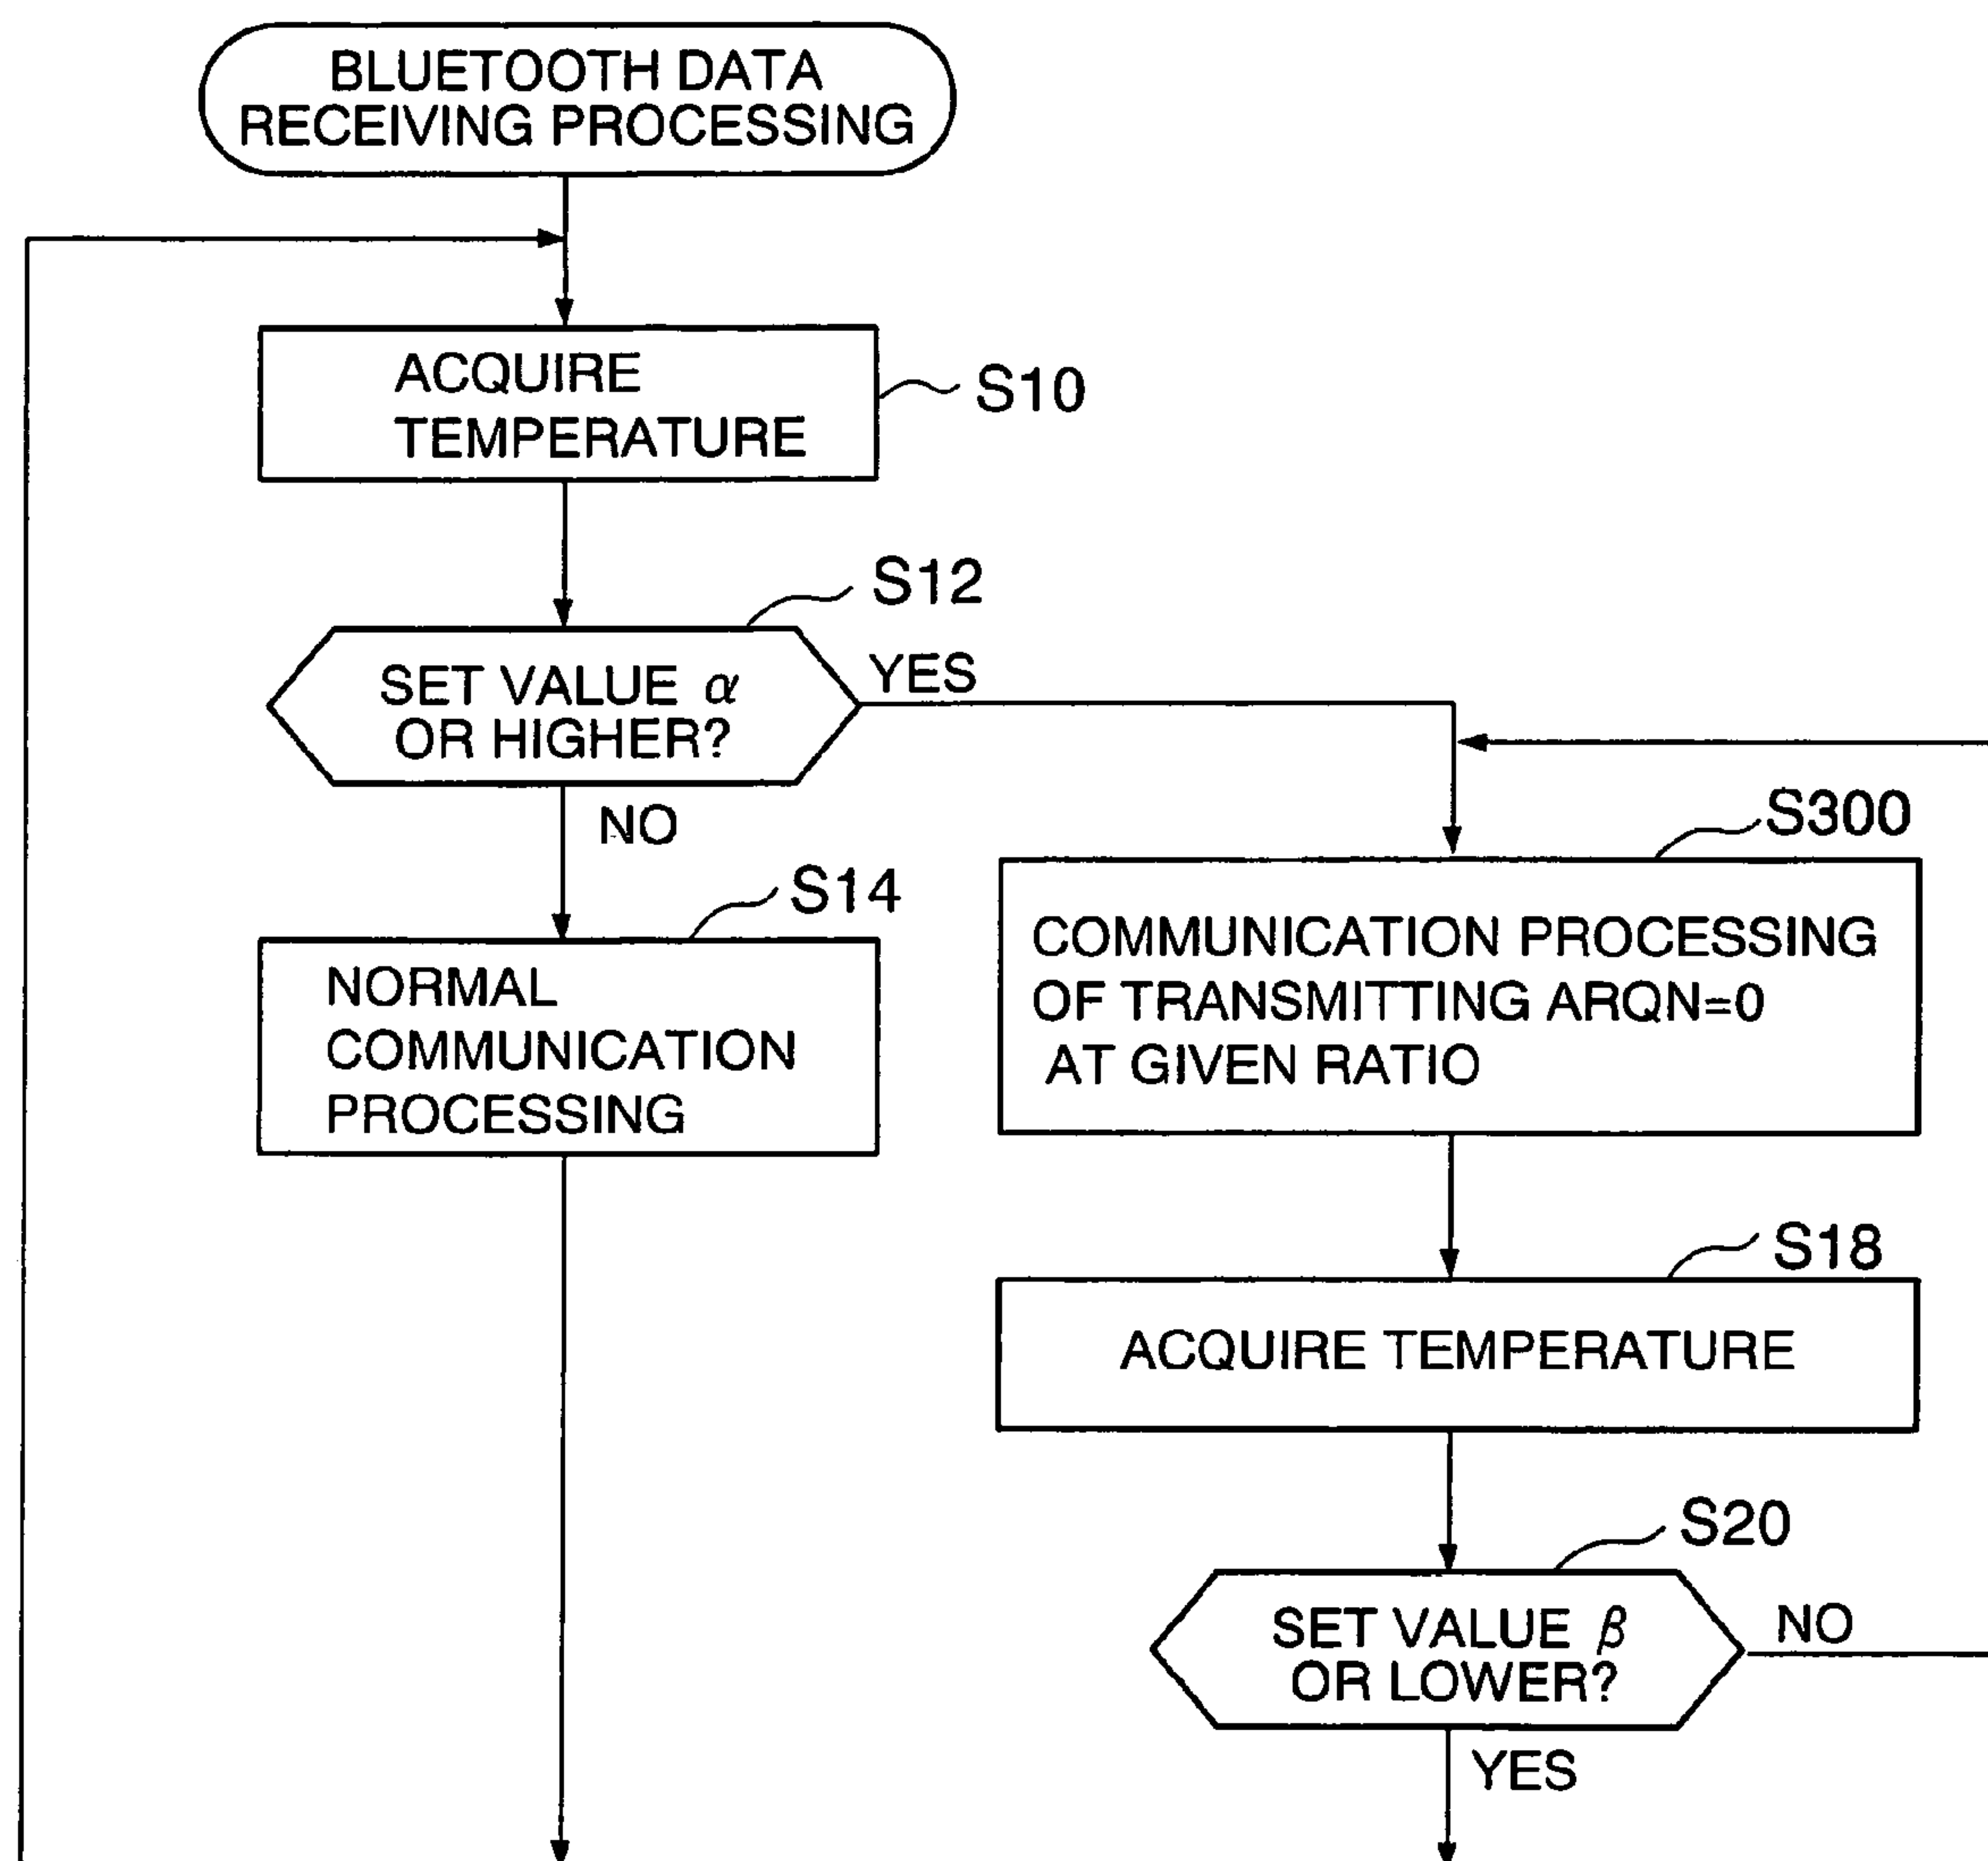 BLUETOOTH DATA
RECEIVING PROCESSING
ACQUIRE
TEMPERATURE
S10
S12
SET VALUE α
OR HIGHER?
YES
NO
S14
NORMAL
COMMUNICATION
PROCESSING
S300
COMMUNICATION PROCESSING
OF TRANSMITTING ARQN=0
AT GIVEN RATIO
S18
ACQUIRE TEMPERATURE
S20
SET VALUE β
OR LOWER?
NO
YES